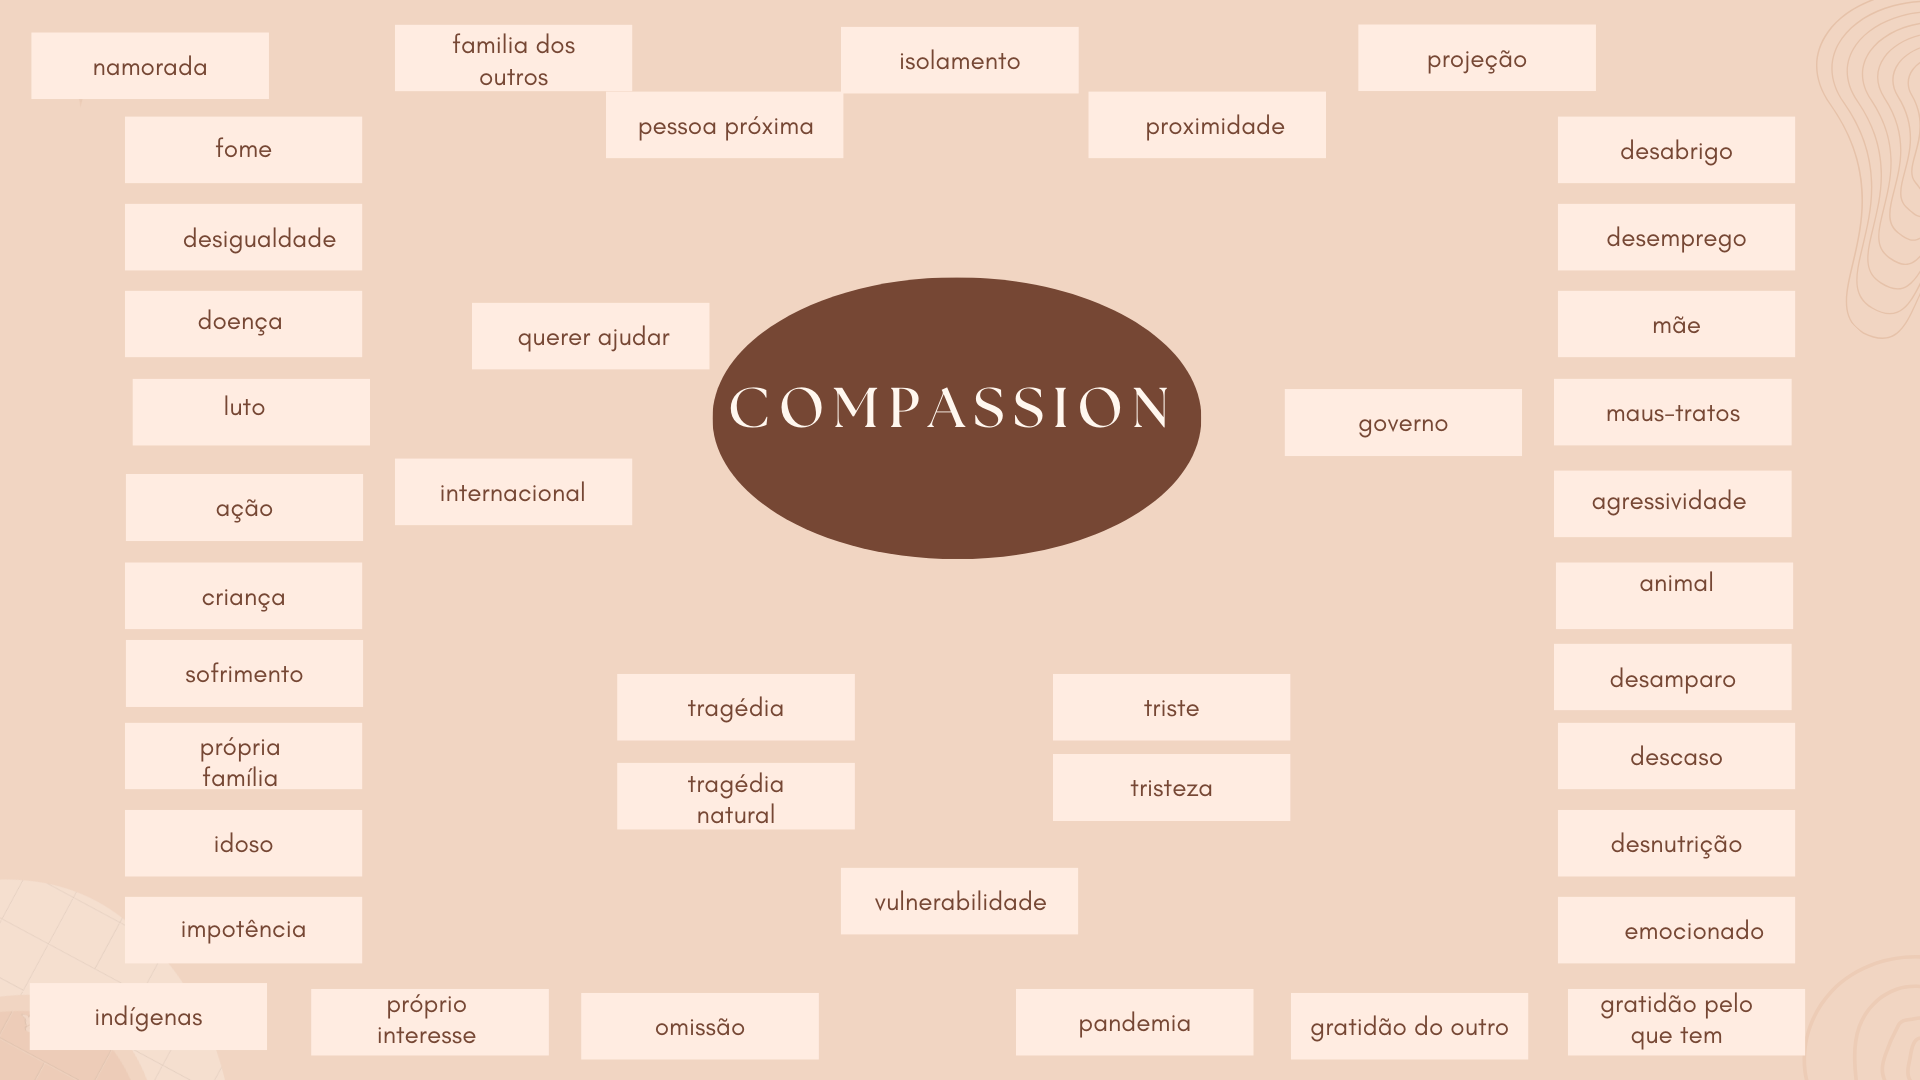 namorada
familia dos
outros
isolamento
projeção
pessoa próxima
proximidade
fome
desabrigo
desigualdade
desemprego
doença
querer ajudar
mãe
luto
COMPASSION
governo
maus-tratos
internacional
ação
agressividade
criança
animal
sofrimento
desamparo
tragédia
triste
própria
família
tragédia
natural
tristeza
descaso
idoso
desnutrição
vulnerabilidade
impotência
emocionado
indígenas
próprio
interesse
omissão
pandemia
gratidão do outro
gratidão pelo
que tem